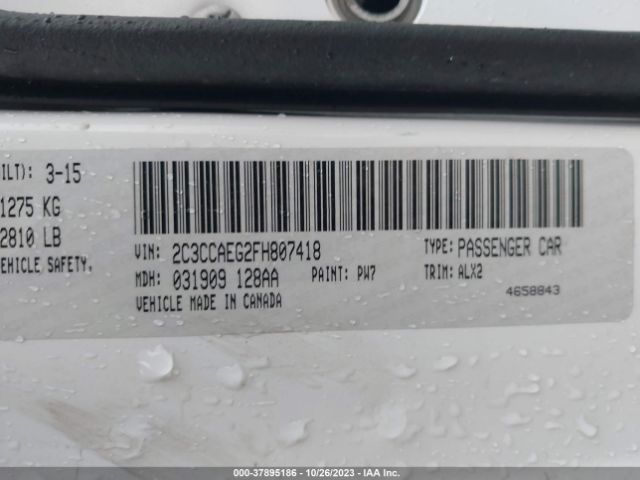 ILT): 3-15
1275 KG
2810 LB
EHICLE SAFETY.
VIN: 2C3CCAEG2FH807418 TYPE: PASSENGER CAR
MDH: 031909 128AA PAINT: PW7 TRIM: ALX2
VEHICLE MADE IN CANADA
4658843
000-37895186 - 10/26/2023 - IAA Inc.